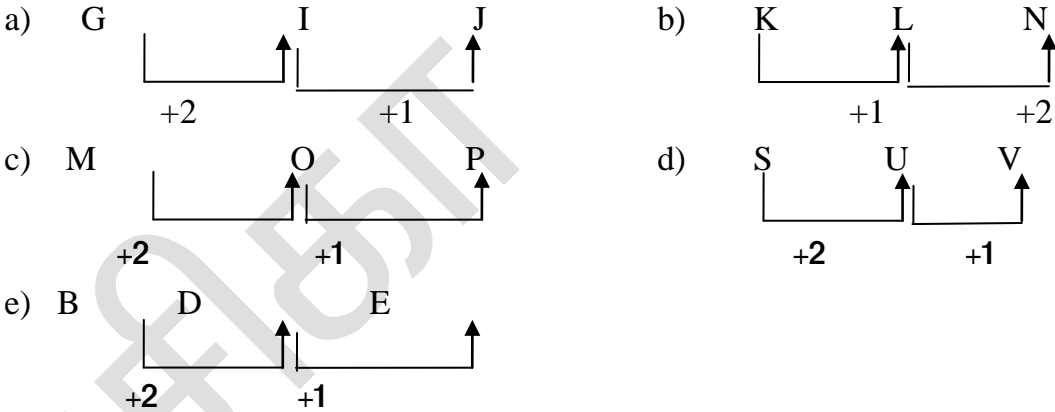 a) G I J b) K L N
+2 +1 +1 +2
c) M O P d) S U V
+2 +1 +2 +1
e) B D E
+2 +1